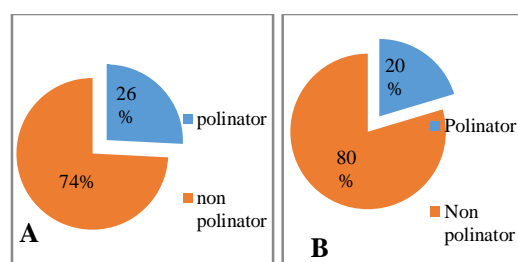 26
%
polinator
74%
non
polinator
A
20
%
Polinator
80
%
Non
polinator
B